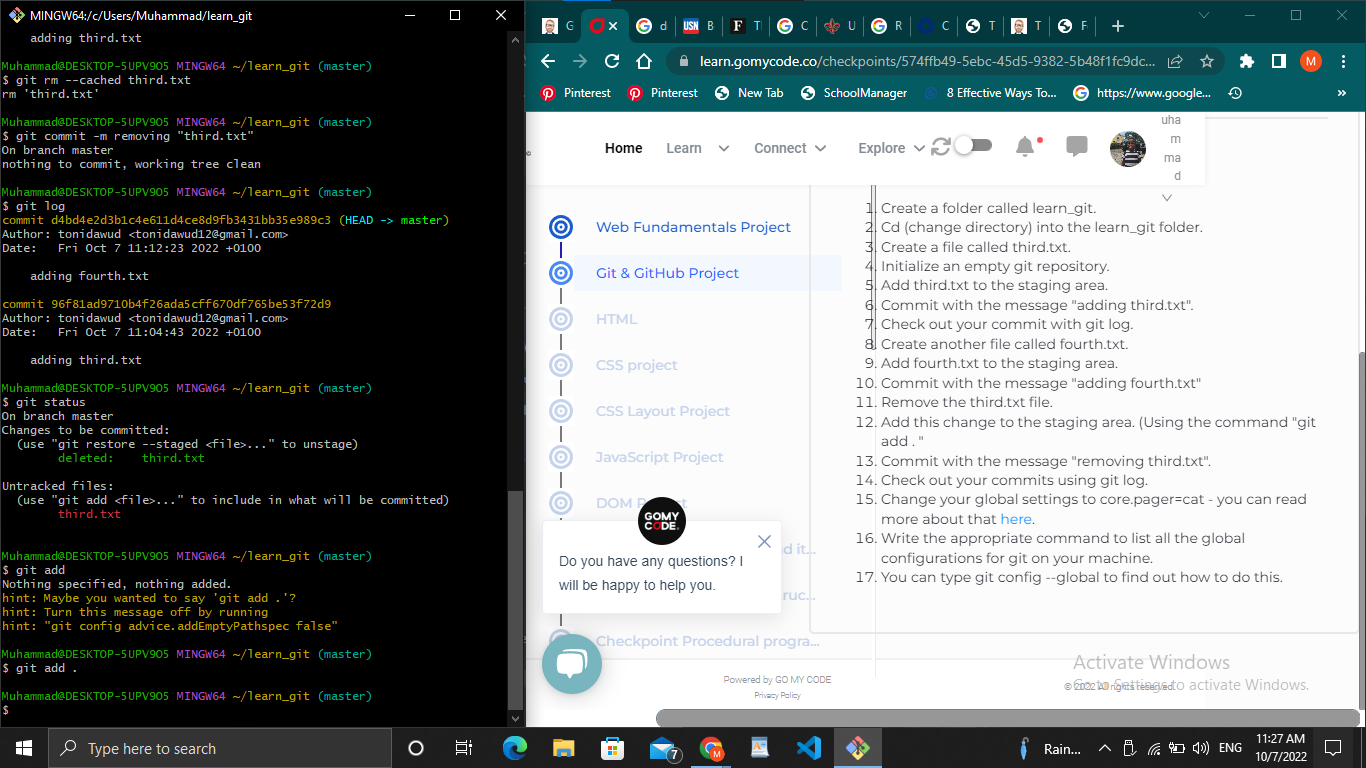 MINGW64:/c/Users/Muhammad/learn_git
adding third.txt
Muhammad@DESKTOP-5UPV9O5 MINGW64 ~/learn_git (master)
$ git rm --cached third.txt
rm 'third.txt'
Muhammad@DESKTOP-5UPV9O5 MINGW64 ~/learn_git (master)
$ git commit -m removing "third.txt"
On branch master
nothing to commit, working tree clean
Muhammad@DESKTOP-5UPV9O5 MINGW64 ~/learn_git (master)
$ git log
commit d4bd4e2d3b1c4e611d4ce8d9fb3431bb35e989c3 (HEAD -> master)
Author: tonidawud <tonidawud12@gmail.com>
Date:   Fri Oct 7 11:12:23 2022 +0100
adding fourth.txt
commit 96f81ad9710b4f26ada5cff670df765be53f72d9
Author: tonidawud <tonidawud12@gmail.com>
Date:   Fri Oct 7 11:04:43 2022 +0100
adding third.txt
Muhammad@DESKTOP-5UPV9O5 MINGW64 ~/learn_git (master)
$ git status
On branch master
Changes to be committed:
(use "git restore --staged <file>..." to unstage)
deleted:    third.txt
Untracked files:
(use "git add <file>..." to include in what will be committed)
third.txt
Muhammad@DESKTOP-5UPV9O5 MINGW64 ~/learn_git (master)
$ git add
Nothing specified, nothing added.
hint: Maybe you wanted to say 'git add .'?
hint: Turn this message off by running
hint: "git config advice.addEmptyPathspec false"
Muhammad@DESKTOP-5UPV9O5 MINGW64 ~/learn_git (master)
$ git add .
Muhammad@DESKTOP-5UPV9O5 MINGW64 ~/learn_git (master)
$
G d USN B F T G C U G R C T T F
learn.gomycode.co/checkpoints/574ffb49-5ebc-45d5-9382-5b48f1fc9dc... M
Pinterest Pinterest New Tab SchoolManager 8 Effective Ways To... https://www.google... »
Home Learn Connect Explore
uha
m
ma
d
Web Fundamentals Project
Git & GitHub Project
HTML
CSS project
CSS Layout Project
JavaScript Project
DOM Project
d it...
ruc...
Checkpoint Procedural progra...
GOMY
CODE.
Do you have any questions? I
will be happy to help you.
1. Create a folder called learn_git.
2. Cd (change directory) into the learn_git folder.
3. Create a file called third.txt.
4. Initialize an empty git repository.
5. Add third.txt to the staging area.
6. Commit with the message "adding third.txt".
7. Check out your commit with git log.
8. Create another file called fourth.txt.
9. Add fourth.txt to the staging area.
10. Commit with the message "adding fourth.txt"
11. Remove the third.txt file.
12. Add this change to the staging area. (Using the command "git
add . "
13. Commit with the message "removing third.txt".
14. Check out your commits using git log.
15. Change your global settings to core.pager=cat - you can read
more about that here.
16. Write the appropriate command to list all the global
configurations for git on your machine.
17. You can type git config --global to find out how to do this.
Powered by GO MY CODE
Privacy Policy
© 2022 All rights reserved.
Activate Windows
Go to Settings to activate Windows.
Type here to search
7
M
Rain...
ENG
11:27 AM
10/7/2022